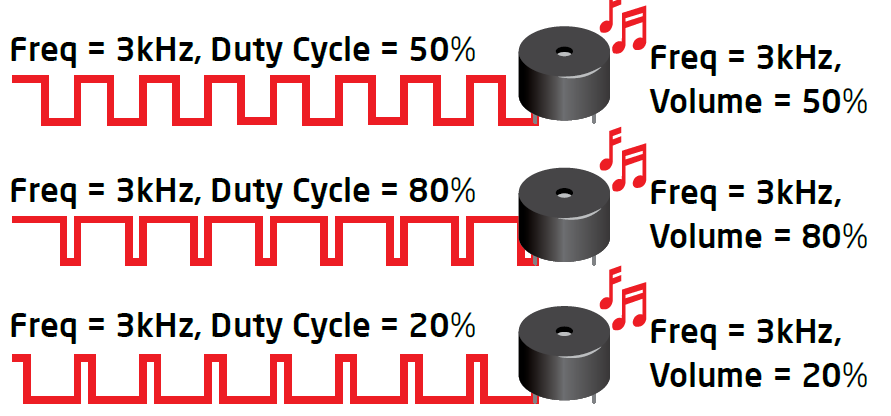 Freq = 3kHz, Duty Cycle = 50%
Freq = 3kHz,
Volume = 50%
Freq = 3kHz, Duty Cycle = 80%
Freq = 3kHz,
Volume = 80%
Freq = 3kHz, Duty Cycle = 20%
Freq = 3kHz,
Volume = 20%